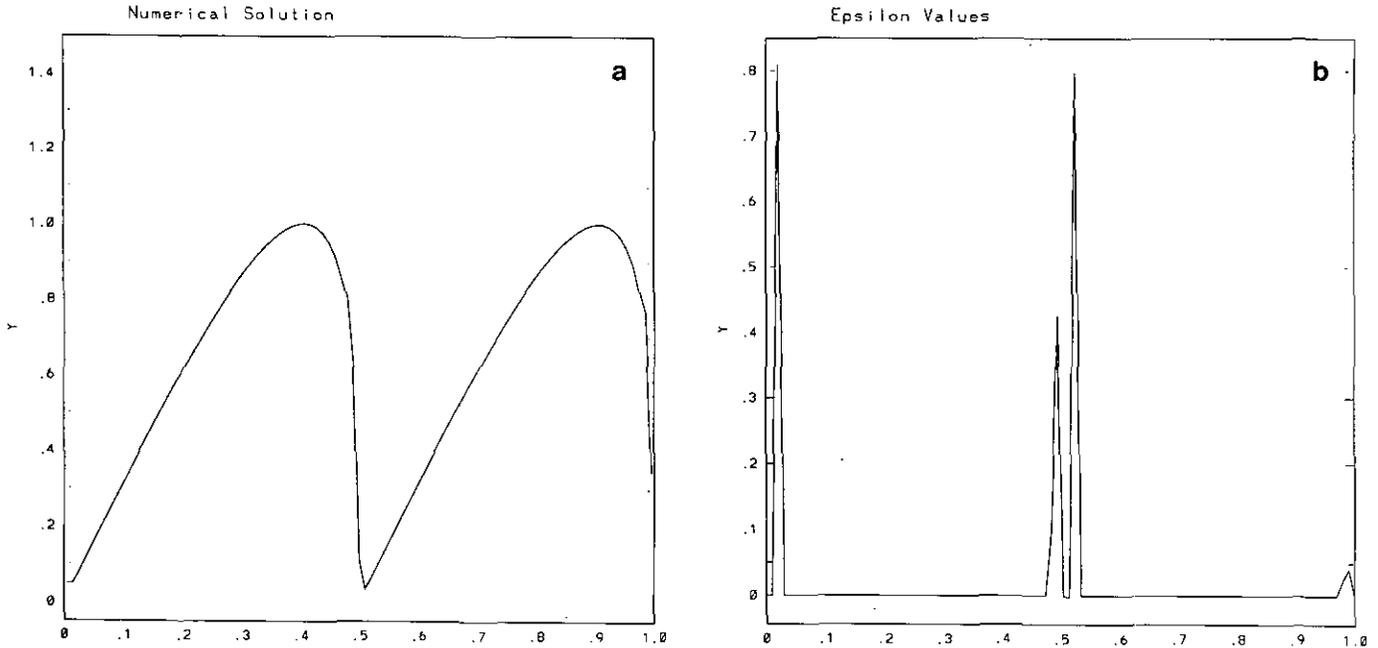 Numerical Solution
a
1.4
1.2
1.0
.8
.6
.4
.2
0
Y
0 .1 .2 .3 .4 .5 .6 .7 .8 .9 1.0
Epsilon Values
b
.8
.7
.6
.5
.4
.3
.2
.1
0
Y
0 .1 .2 .3 .4 .5 .6 .7 .8 .9 1.0